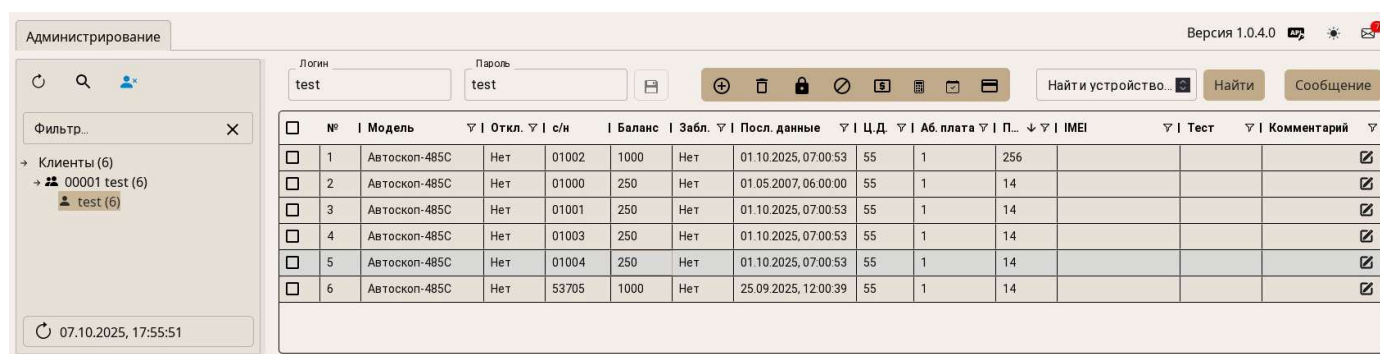 Администрирование
Версия 1.0.4.0
Логин
test
Пароль
test
Найти устройство...
Найти
Сообщение
Фильтр...
Клиенты (6)
00001 test (6)
test (6)
07.10.2025, 17:55:51
№ Модель Откл. с/н Баланс Забл. Посл. данные Ц.Д. Аб. плата П... IMEI Тест Комментарий
1 Автоскоп-485С Нет 01002 1000 Нет 01.10.2025, 07:00:53 55 1 256
2 Автоскоп-485С Нет 01000 250 Нет 01.05.2007, 06:00:00 55 1 14
3 Автоскоп-485С Нет 01001 250 Нет 01.10.2025, 07:00:53 55 1 14
4 Автоскоп-485С Нет 01003 250 Нет 01.10.2025, 07:00:53 55 1 14
5 Автоскоп-485С Нет 01004 250 Нет 01.10.2025, 07:00:53 55 1 14
6 Автоскоп-485С Нет 53705 1000 Нет 25.09.2025, 12:00:39 55 1 14